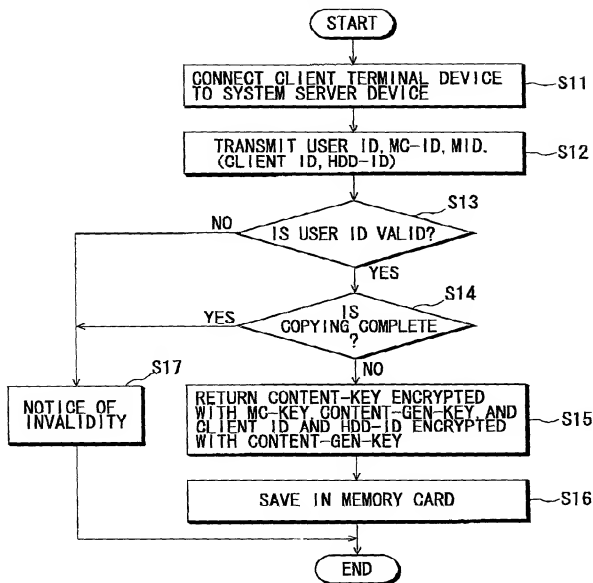 START
CONNECT CLIENT TERMINAL DEVICE
TO SYSTEM SERVER DEVICE
S11
TRANSMIT USER ID, MC-ID, MID.
(CLIENT ID, HDD-ID)
S12
S13
IS USER ID VALID?
NO
YES
S14
IS
COPYING COMPLETE
?
YES
NO
S17
NOTICE OF
INVALIDITY
RETURN CONTENT-KEY ENCRYPTED
WITH MC-KEY, CONTENT-GEN-KEY, AND
CLIENT ID AND HDD-ID ENCRYPTED
WITH CONTENT-GEN-KEY
S15
SAVE IN MEMORY CARD
S16
END